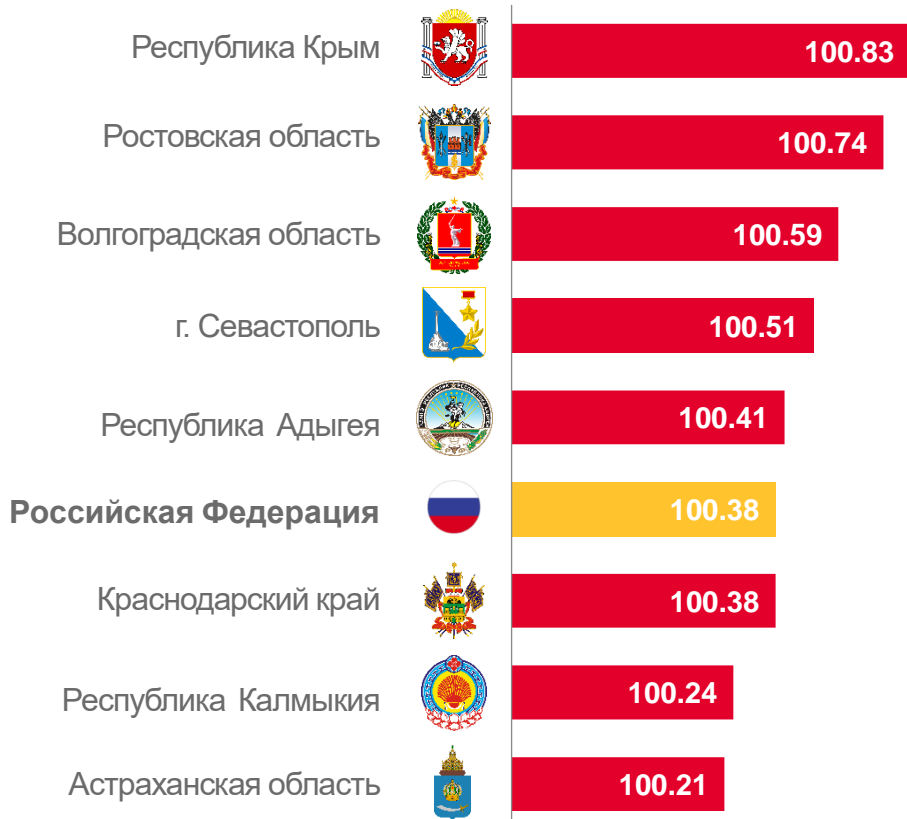 Республика Крым 100.83
Ростовская область 100.74
Волгоградская область 100.59
г. Севастополь 100.51
Республика Адыгея 100.41
Российская Федерация 100.38
Краснодарский край 100.38
Республика Калмыкия 100.24
Астраханская область 100.21